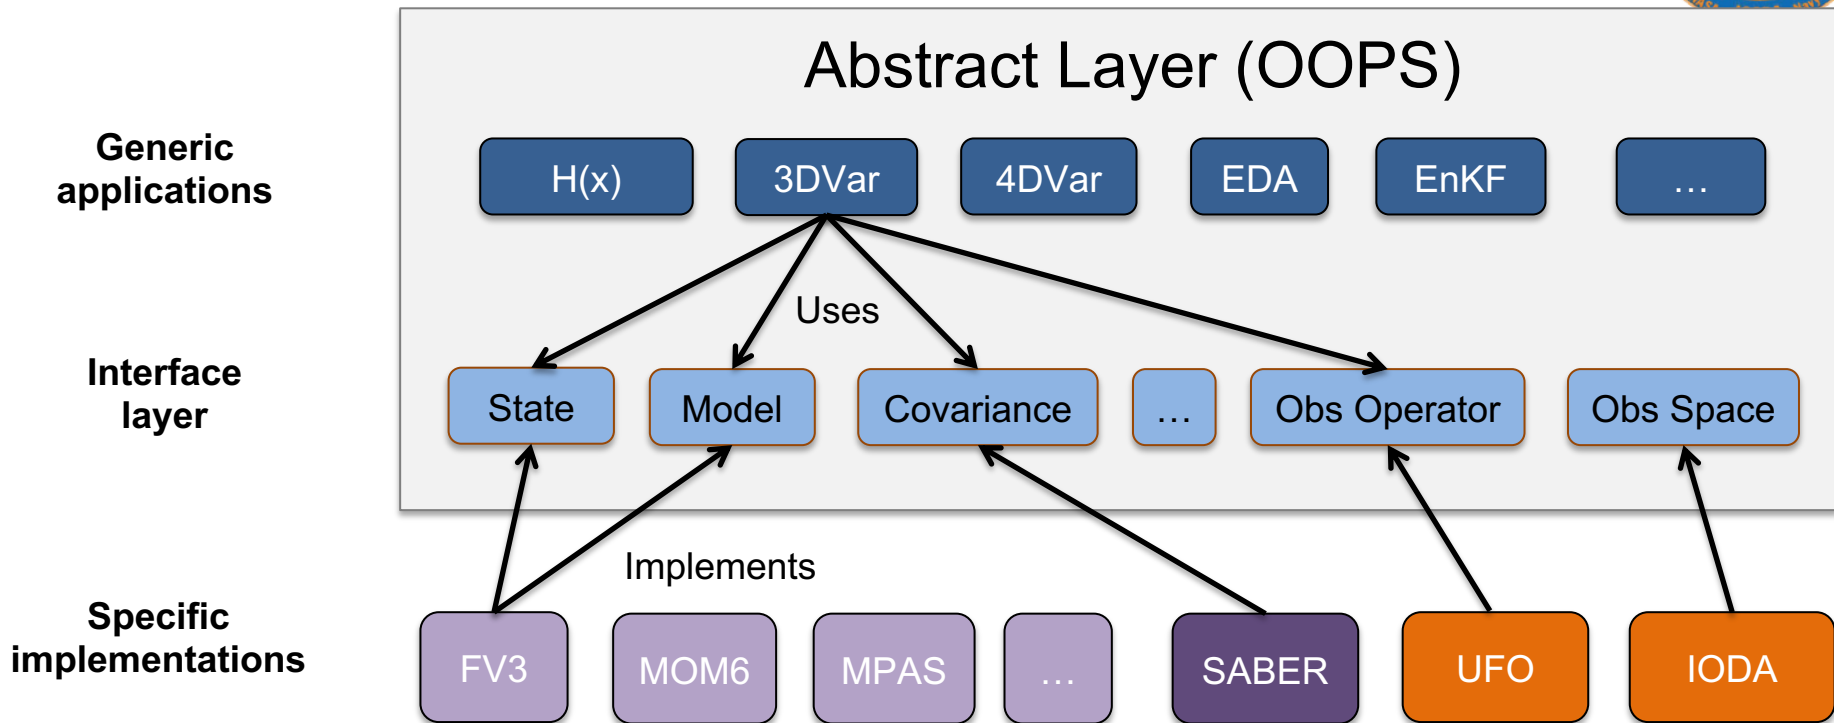 Abstract Layer (OOPS)
Generic
applications
H(x)
3DVar
4DVar
EDA
EnKF
…
Uses
Interface
layer
State
Model
Covariance
…
Obs Operator
Obs Space
Implements
Specific
implementations
FV3
MOM6
MPAS
…
SABER
UFO
IODA